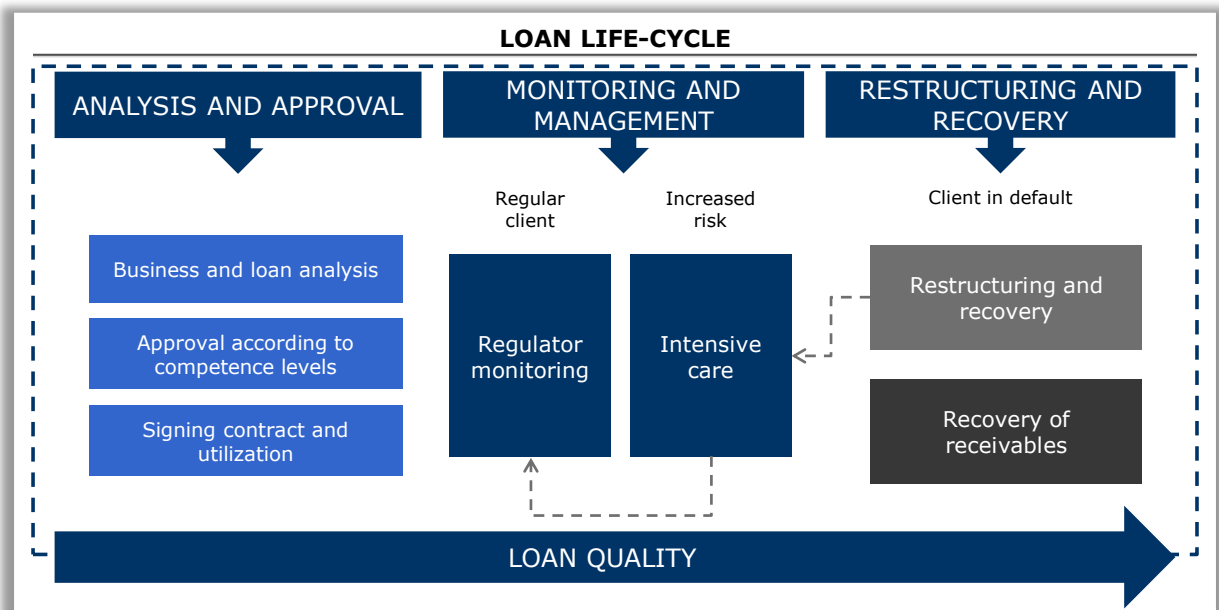 LOAN LIFE-CYCLE
ANALYSIS AND APPROVAL
Business and loan analysis
Approval according to
competence levels
Signing contract and
utilization
MONITORING AND
MANAGEMENT
Regular
client
Regulator
monitoring
Increased
risk
Intensive
care
RESTRUCTURING AND
RECOVERY
Client in default
Restructuring and
recovery
Recovery of
receivables
LOAN QUALITY